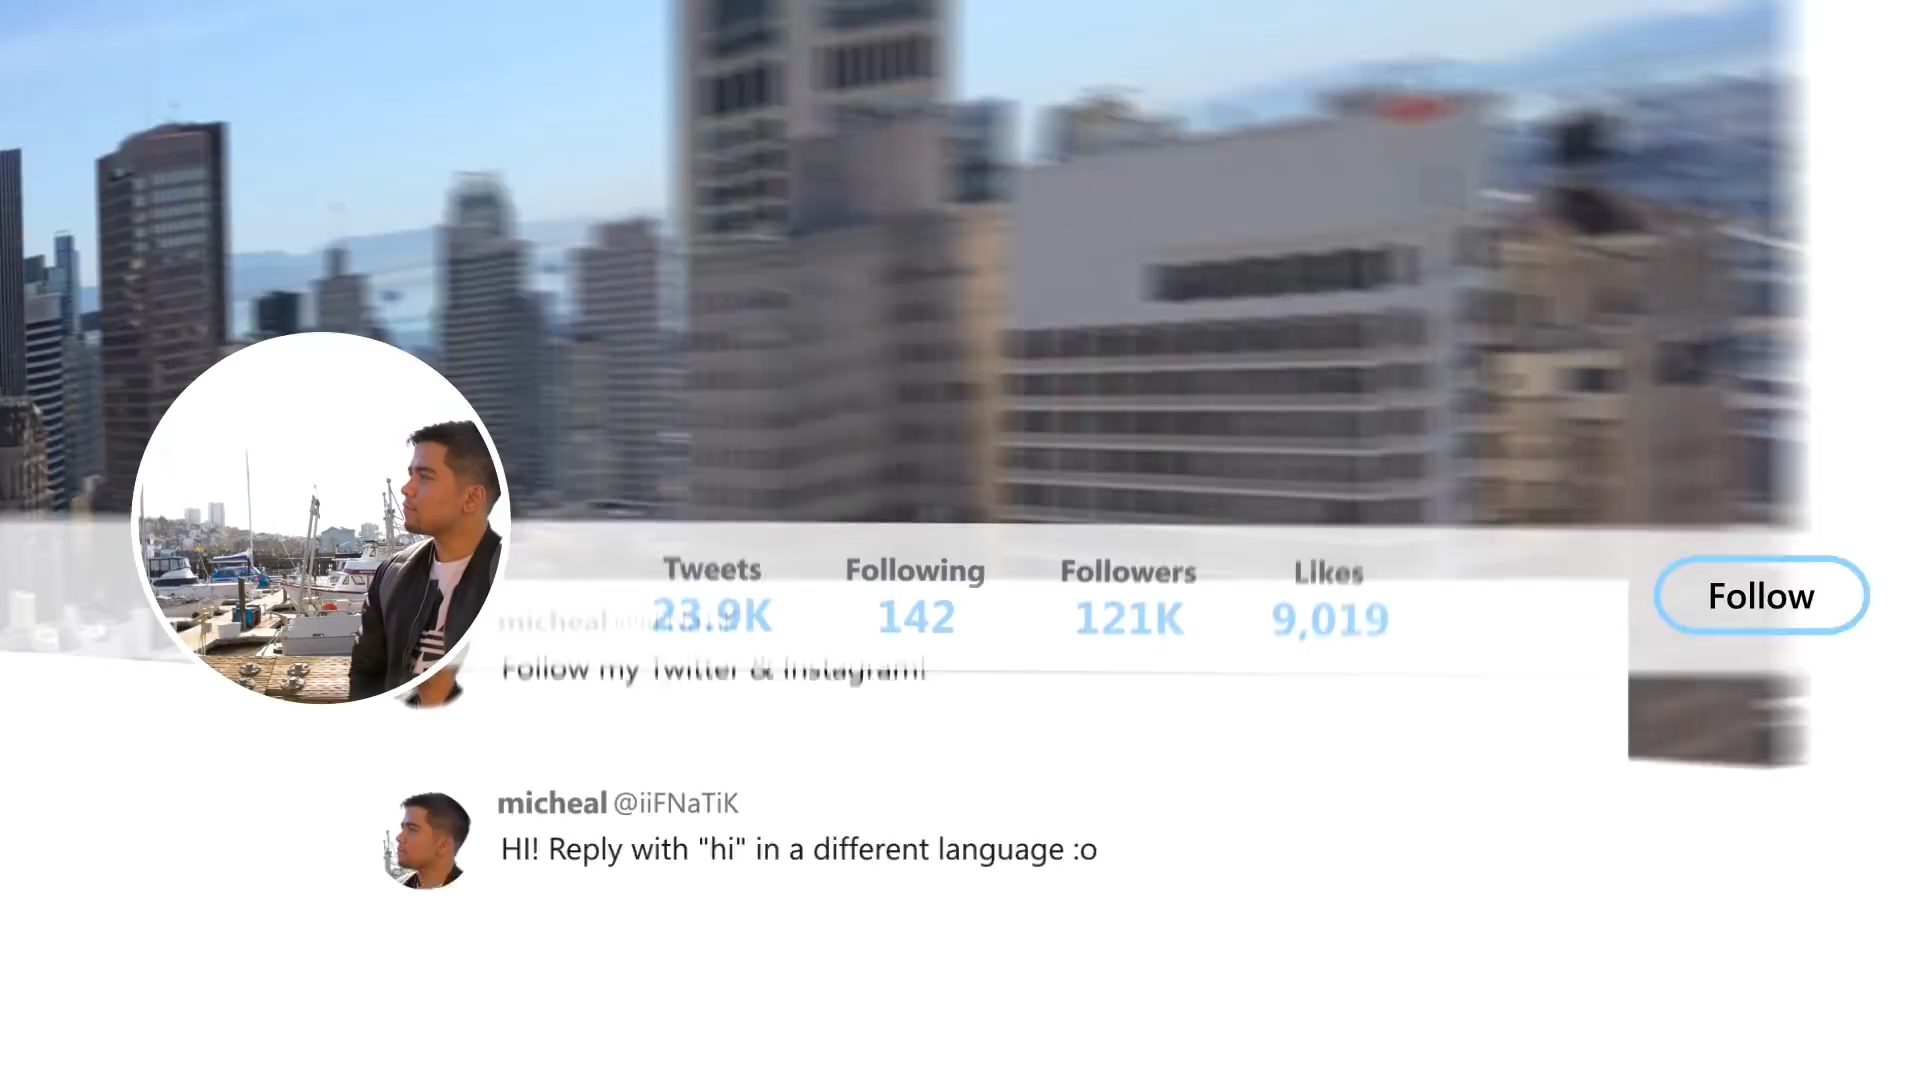 Tweets Following Followers Likes
23.9K 142 121K 9,019
Follow
micheal
Follow my Twitter & Instagram!
micheal @iiFNaTiK
HI! Reply with "hi" in a different language :o